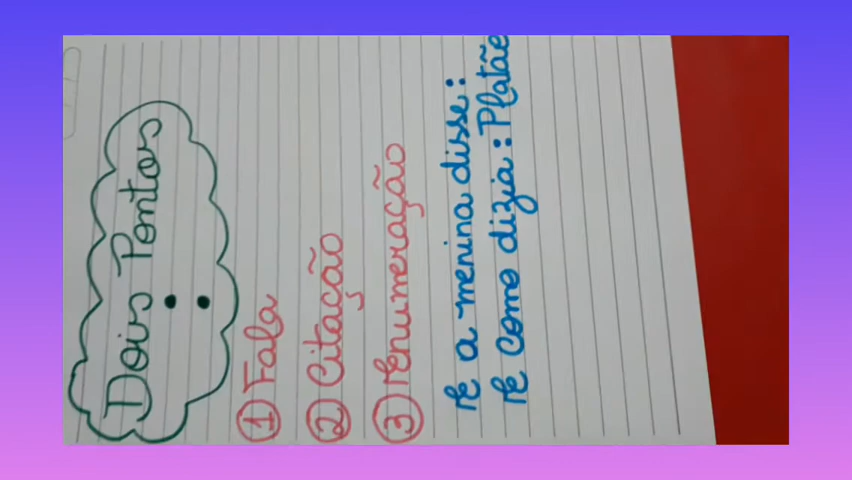 Dois Pontos
:
① Fala
② Citação
③ Enumeração
E a menina disse:
E como dizia: Platão